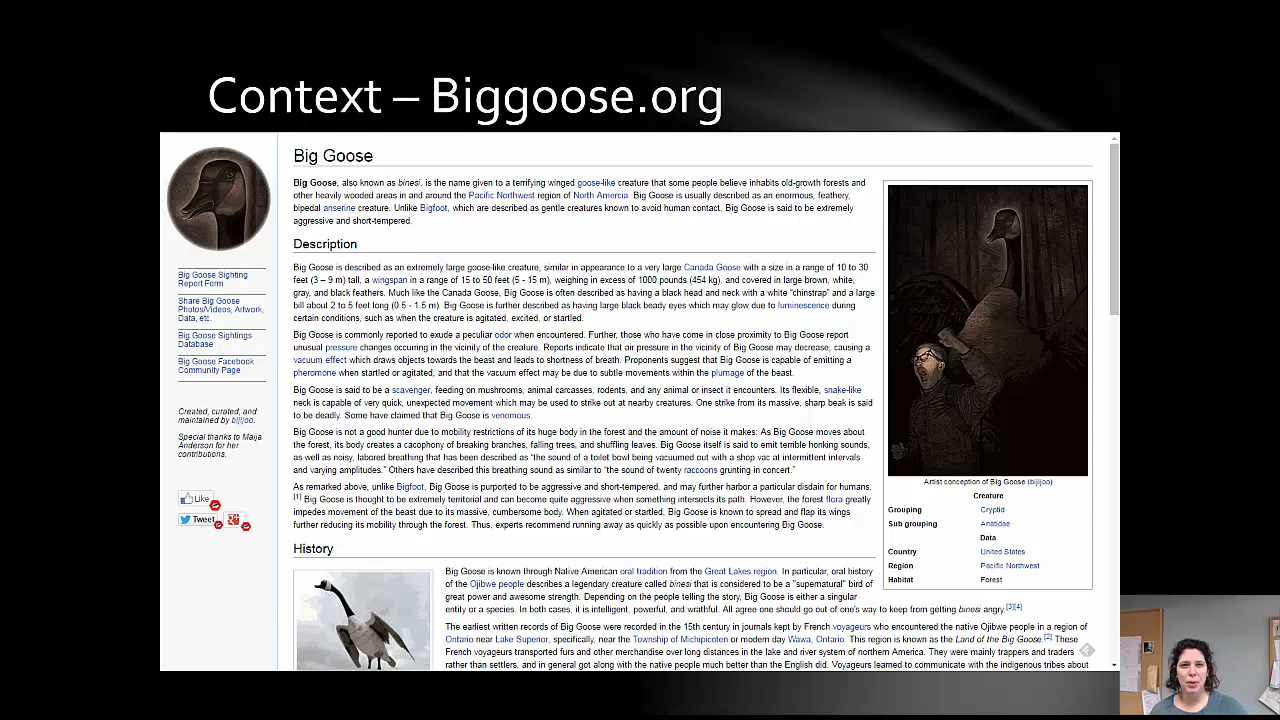 Context – Biggoose.org
Big Goose
Big Goose, also known as binesi, is the name given to a terrifying winged goose-like creature that some people believe inhabits old-growth forests and
other heavily wooded areas in and around the Pacific Northwest region of North Amercia. Big Goose is usually described as an enormous, feathery,
bipedal anserine creature. Unlike Bigfoot, which are described as gentle creatures known to avoid human contact, Big Goose is said to be extremely
aggressive and short-tempered.
Description
Big Goose is described as an extremely large goose-like creature, similar in appearance to a very large Canada Goose with a size in a range of 10 to 30
feet (3 – 9 m) tall, a wingspan in a range of 15 to 50 feet (5 - 15 m), weighing in excess of 1000 pounds (454 kg), and covered in large brown, white,
gray, and black feathers. Much like the Canada Goose, Big Goose is often described as having a black head and neck with a white “chinstrap” and a large
bill about 2 to 5 feet long (0.5 - 1.5 m). Big Goose is further described as having large black beady eyes which may glow due to luminescence during
certain conditions, such as when the creature is agitated, excited, or startled.
Big Goose is commonly reported to exude a peculiar odor when encountered. Further, those who have come in close proximity to Big Goose report
unusual pressure changes occurring in the vicinity of the creature. Reports indicate that air pressure in the vicinity of Big Goose may decrease, causing a
vacuum effect which draws objects towards the beast and leads to shortness of breath. Proponents suggest that Big Goose is capable of emitting a
pheromone when startled or agitated, and that the vacuum effect may be due to subtle movements within the plumage of the beast.
Big Goose is said to be a scavenger, feeding on mushrooms, animal carcasses, rodents, and any animal or insect it encounters. Its flexible, snake-like
neck is capable of very quick, unexpected movement which may be used to strike out at nearby creatures. One strike from its massive, sharp beak is said
to be deadly. Some have claimed that Big Goose is venomous.
Big Goose is not a good hunter due to mobility restrictions of its huge body in the forest and the amount of noise it makes: As Big Goose moves about
the forest, its body creates a cacophony of breaking branches, falling trees, and shuffling leaves. Big Goose itself is said to emit terrible honking sounds,
as well as noisy, labored breathing that has been described as “the sound of a toilet bowl being vacuumed out with a shop vac at intermittent intervals
and varying amplitudes.” Others have described this breathing sound as similar to “the sound of twenty raccoons grunting in concert.”
As remarked above, unlike Bigfoot, Big Goose is purported to be aggressive and short-tempered, and may further harbor a particular disdain for humans.
[1] Big Goose is thought to be extremely territorial and can become quite aggressive when something intersects its path. However, the forest flora greatly
impedes movement of the beast due to its massive, cumbersome body. When agitated or startled, Big Goose is known to spread and flap its wings
further reducing its mobility through the forest. Thus, experts recommend running away as quickly as possible upon encountering Big Goose.
History
Big Goose is known through Native American oral tradition from the Great Lakes region. In particular, oral history
of the Ojibwe people describes a legendary creature called binesi that is considered to be a "supernatural" bird of
great power and awesome strength. Depending on the people telling the story, Big Goose is either a singular
entity or a species. In both cases, it is intelligent, powerful, and wrathful. All agree one should go out of one's way to keep from getting binesi angry.[3][4]
The earliest written records of Big Goose were recorded in the 15th century in journals kept by French voyageurs who encountered the native Ojibwe people in a region of
Ontario near Lake Superior, specifically, near the Township of Michipicoten or modern day Wawa, Ontario. This region is known as the Land of the Big Goose.[2] These
French voyageurs transported furs and other merchandise over long distances in the lake and river system of northern America. They were mainly trappers and traders
rather than settlers, and in general got along with the native people much better than the English did. Voyageurs learned to communicate with the indigenous tribes about
Big Goose Sighting
Report Form
Share Big Goose
Photos/Videos, Artwork,
Data, etc.
Big Goose Sightings
Database
Big Goose Facebook
Community Page
Created, curated, and
maintained by bijijoo.
Special thanks to Maija
Anderson for her
contributions.
Like
Tweet
Artist conception of Big Goose (bijijoo)
Creature
Grouping Cryptid
Sub grouping Anatidae
Data
Country United States
Region Pacific Northwest
Habitat Forest